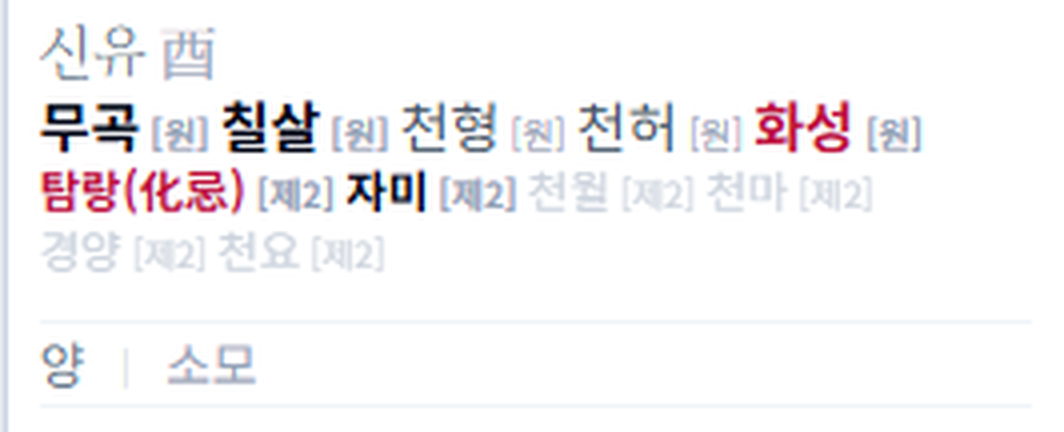 신유 酉
무곡 [원] 칠살 [원] 천형 [원] 천허 [원] 화성 [원]
탐랑(化忌) [제2] 자미 [제2] 천월 [제2] 천마 [제2]
경양 [제2] 천요 [제2]
양 | 소모